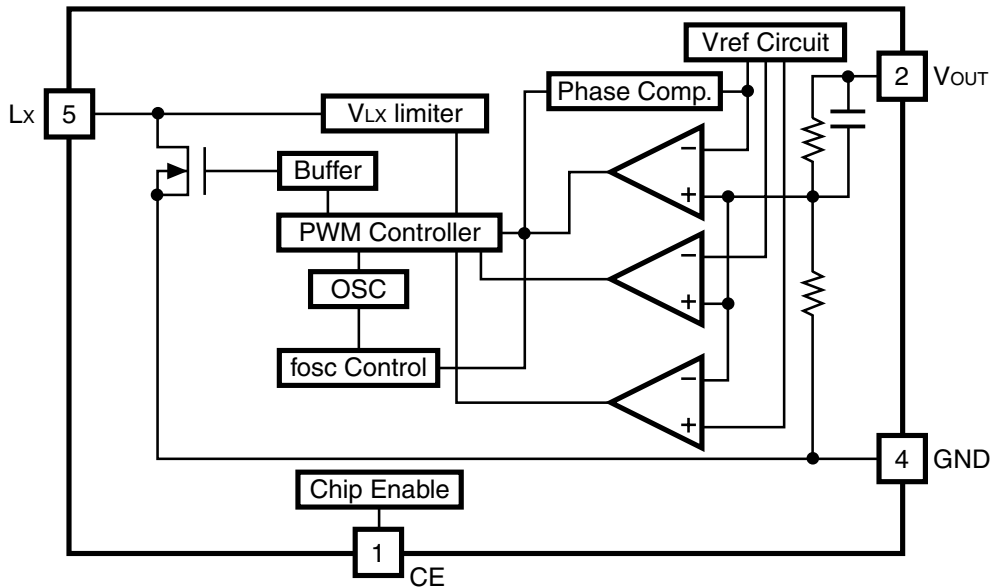 Vref Circuit
2
VOUT
Phase Comp.
LX
5
VLX limiter
−
Buffer
+
PWM Controller
−
OSC
+
fosc Control
−
+
4
GND
Chip Enable
1
CE